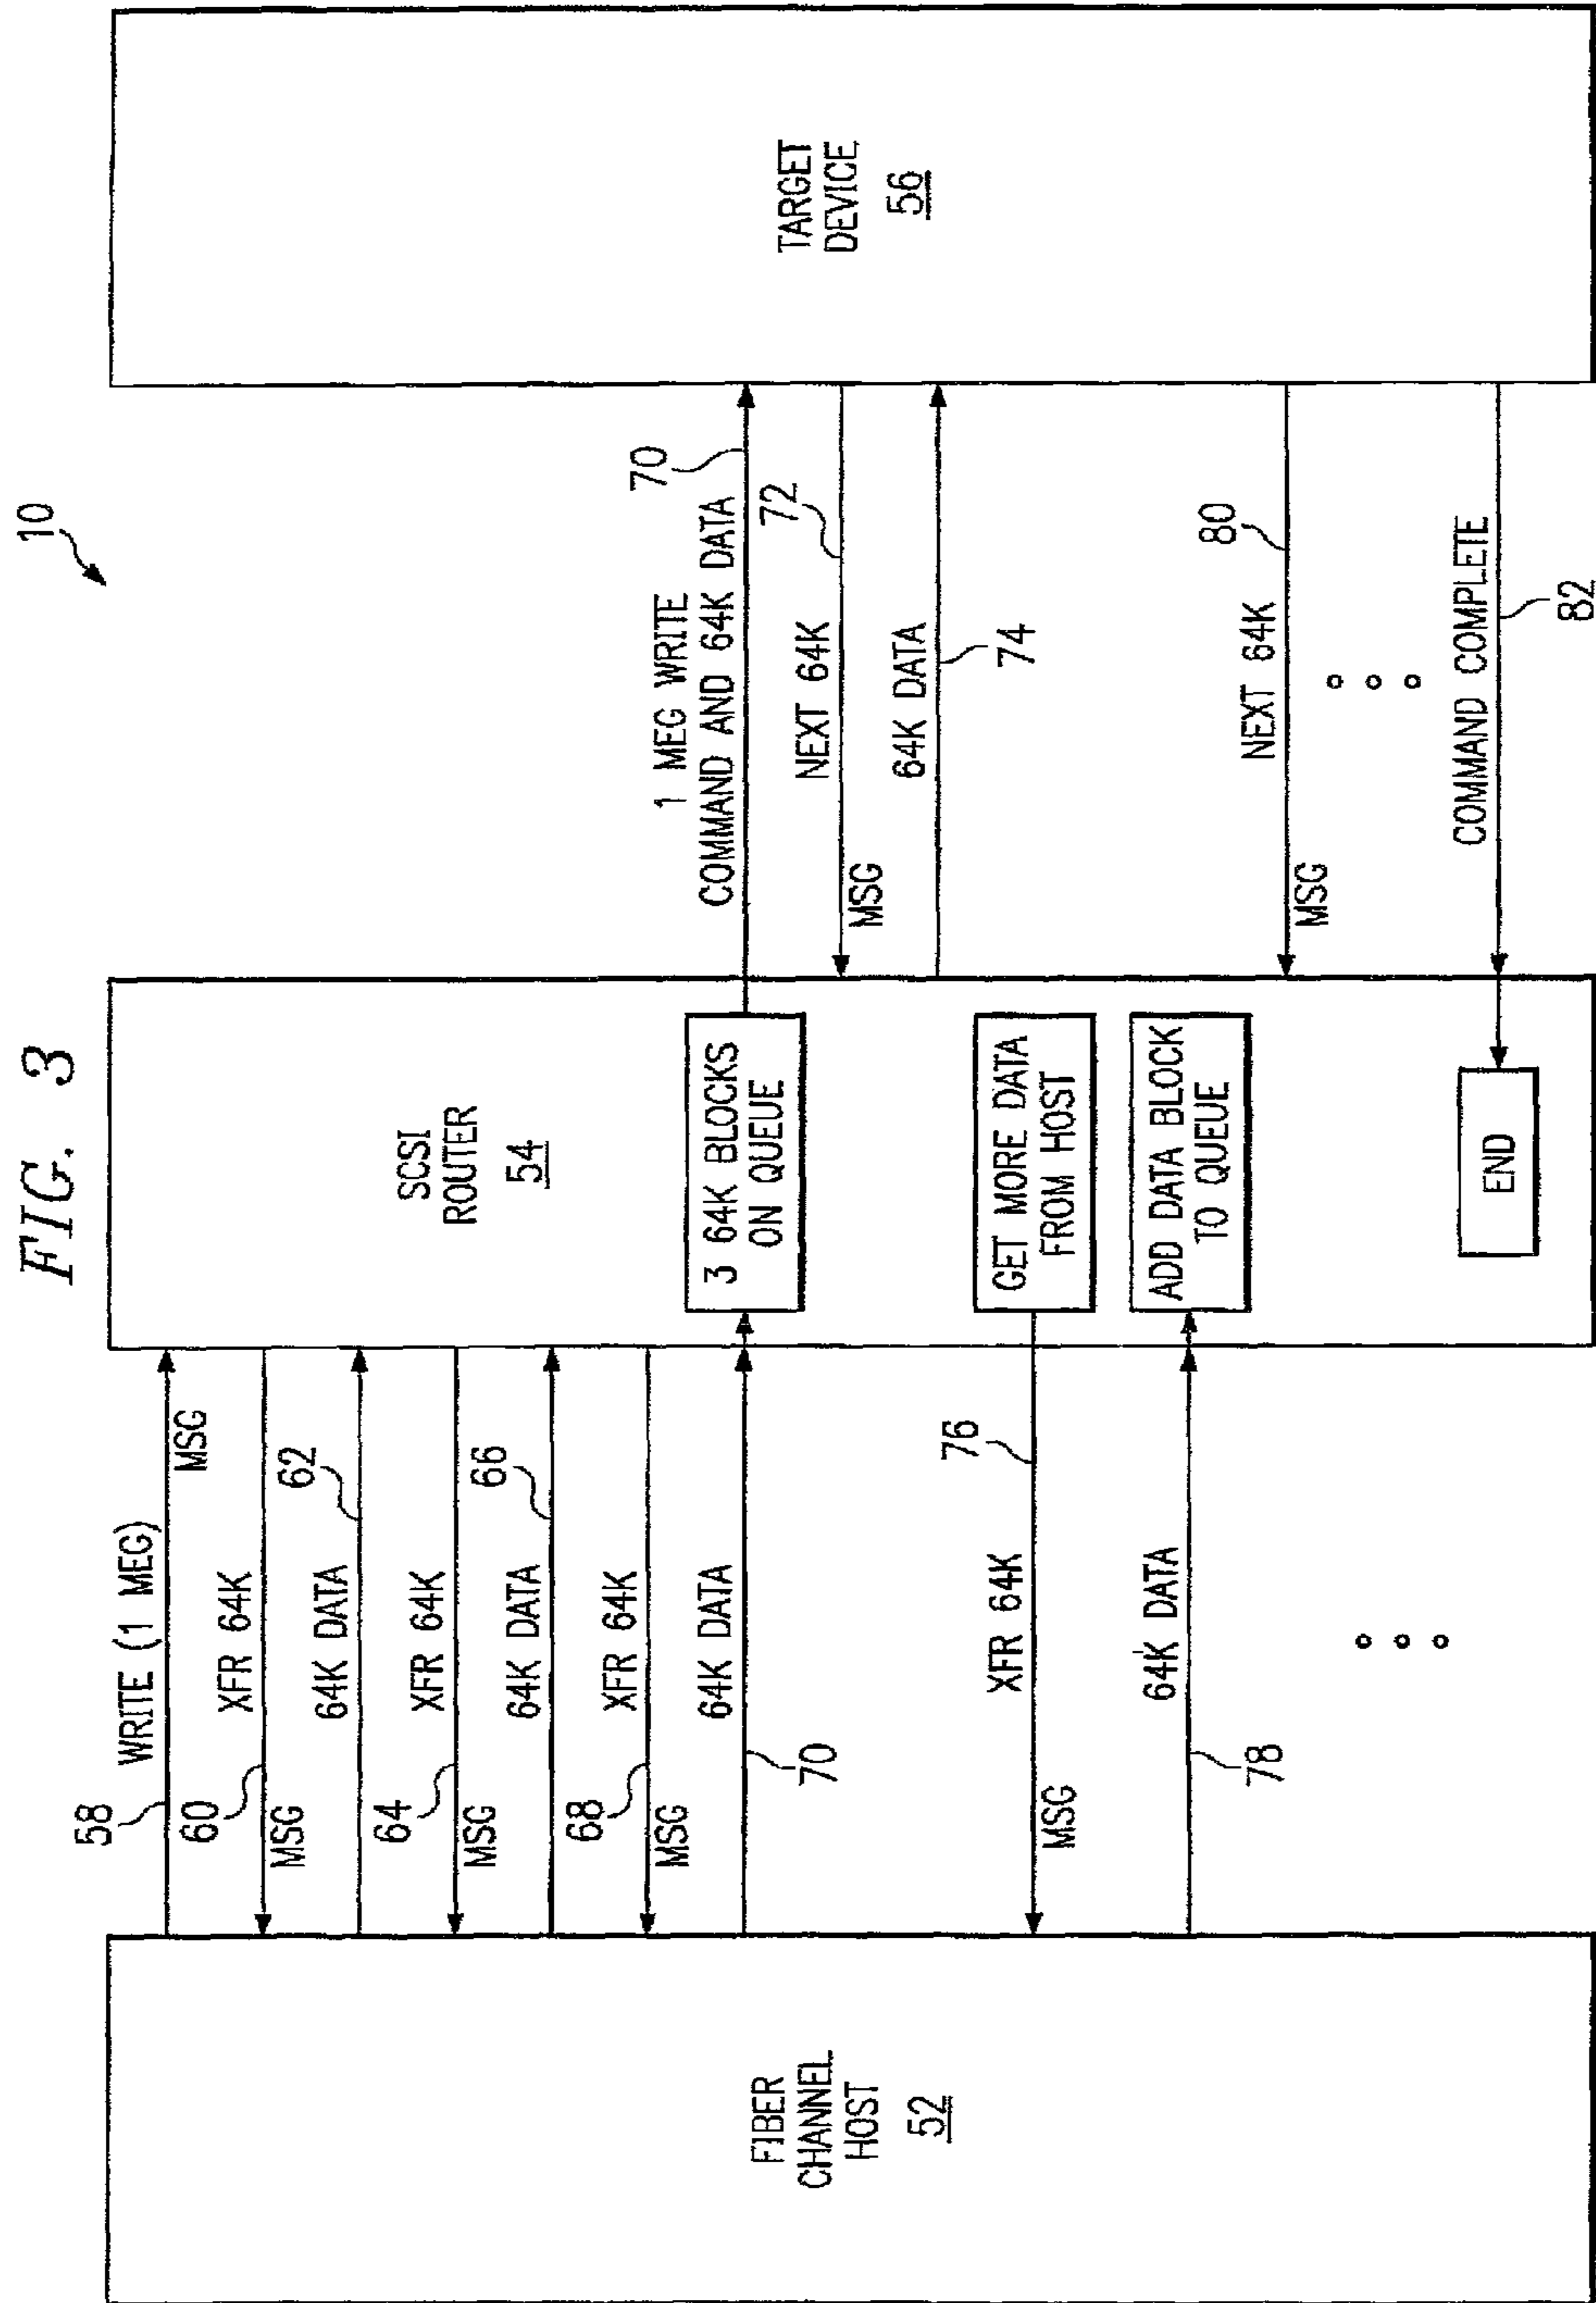 FIG. 3
10
FIBER
CHANNEL
HOST
52
SCSI
ROUTER
54
TARGET
DEVICE
56
58
WRITE (1 MEG)
MSG
60
XFR 64K
MSG
64K DATA
62
64
XFR 64K
MSG
64K DATA
66
68
XFR 64K
MSG
64K DATA
70
3 64K BLOCKS
ON QUEUE
1 MEG WRITE
COMMAND AND 64K DATA
70
NEXT 64K
72
MSG
64K DATA
74
GET MORE DATA
FROM HOST
XFR 64K
76
MSG
64K DATA
78
ADD DATA BLOCK
TO QUEUE
NEXT 64K
80
MSG
COMMAND COMPLETE
82
END